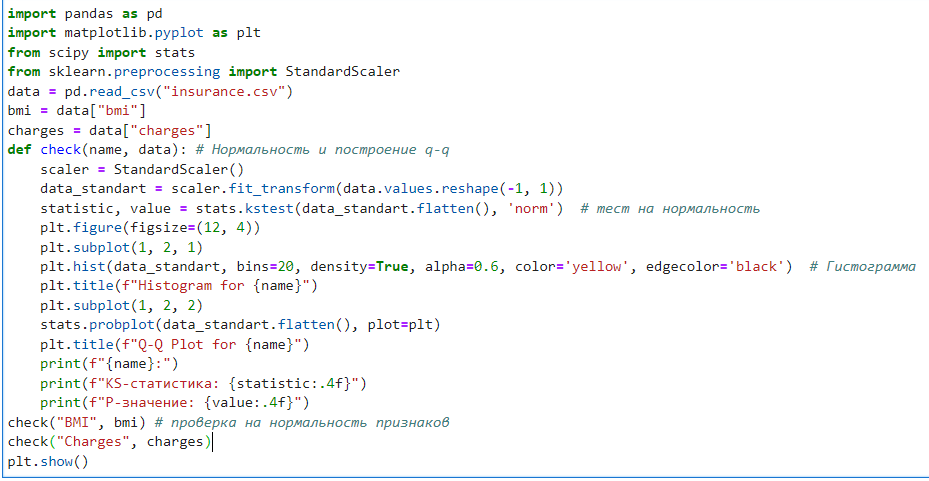 import pandas as pd
import matplotlib.pyplot as plt
from scipy import stats
from sklearn.preprocessing import StandardScaler
data = pd.read_csv("insurance.csv")
bmi = data["bmi"]
charges = data["charges"]
def check(name, data): # Нормальность и построение q-q
    scaler = StandardScaler()
    data_standart = scaler.fit_transform(data.values.reshape(-1, 1))
    statistic, value = stats.kstest(data_standart.flatten(), 'norm')  # тест на нормальность
    plt.figure(figsize=(12, 4))
    plt.subplot(1, 2, 1)
    plt.hist(data_standart, bins=20, density=True, alpha=0.6, color='yellow', edgecolor='black')  # Гистограмма
    plt.title(f"Histogram for {name}")
    plt.subplot(1, 2, 2)
    stats.probplot(data_standart.flatten(), plot=plt)
    plt.title(f"Q-Q Plot for {name}")
    print(f"{name}:")
    print(f"KS-статистика: {statistic:.4f}")
    print(f"P-значение: {value:.4f}")
check("BMI", bmi) # проверка на нормальность признаков
check("Charges", charges)
plt.show()